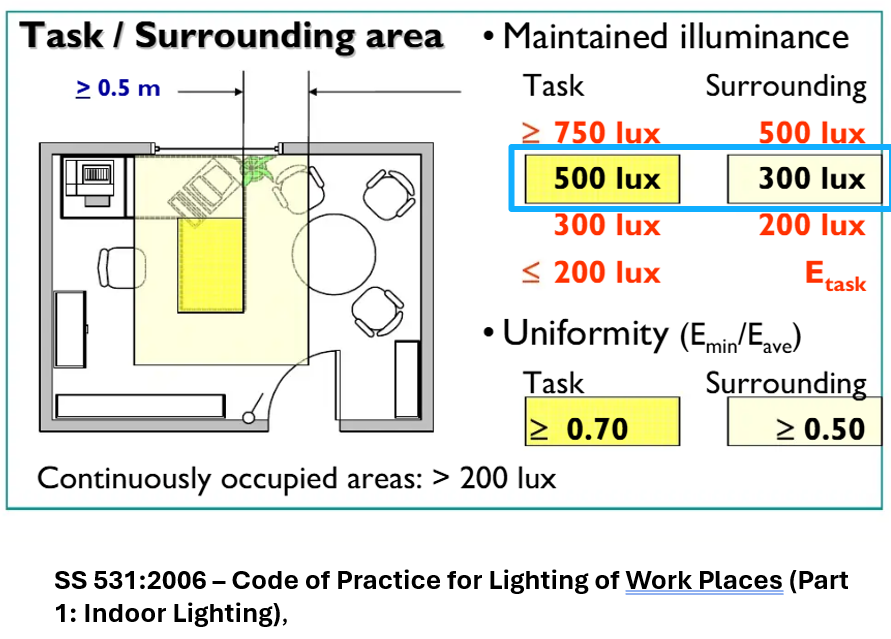 Task / Surrounding area
≥ 0.5 m
• Maintained illuminance
Task Surrounding
≥ 750 lux 500 lux
500 lux 300 lux
300 lux 200 lux
≤ 200 lux Etask
• Uniformity (Emin/Eave)
Task Surrounding
≥ 0.70 ≥ 0.50
Continuously occupied areas: > 200 lux
SS 531:2006 – Code of Practice for Lighting of Work Places (Part
1: Indoor Lighting),